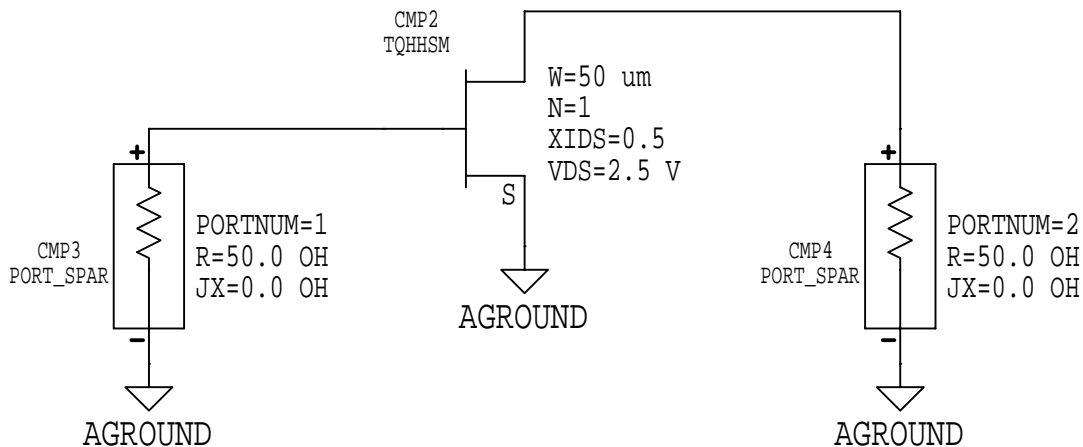 CMP2
TQHHSM
W=50 um
N=1
XIDS=0.5
VDS=2.5 V
S
AGROUND
+
CMP3
PORT_SPAR
PORTNUM=1
R=50.0 OH
JX=0.0 OH
-
AGROUND
+
CMP4
PORT_SPAR
PORTNUM=2
R=50.0 OH
JX=0.0 OH
-
AGROUND